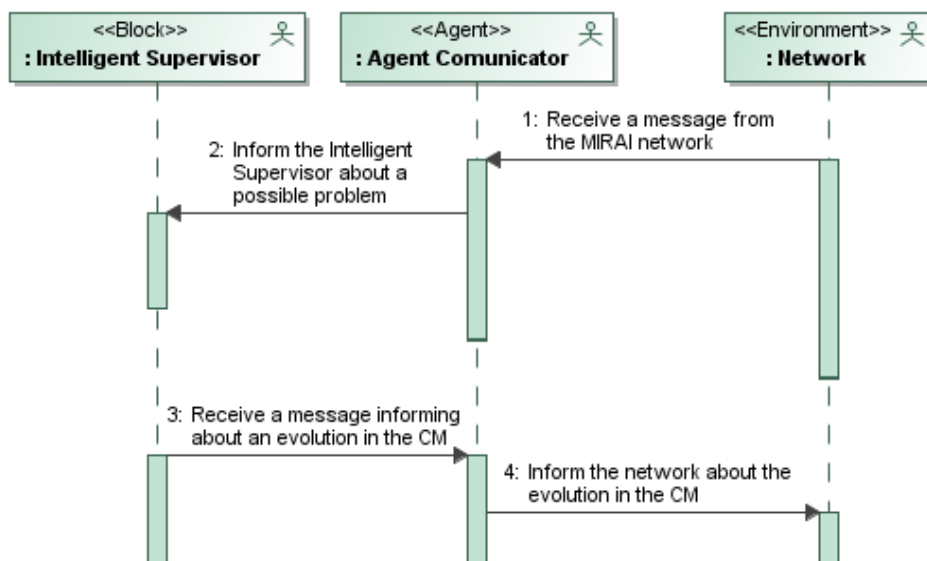 <<Block>>
: Intelligent Supervisor
<<Agent>>
: Agent Comunicator
<<Environment>>
: Network
1: Receive a message from
the MIRAI network
2: Inform the Intelligent
Supervisor about a
possible problem
3: Receive a message informing
about an evolution in the CM
4: Inform the network about the
evolution in the CM